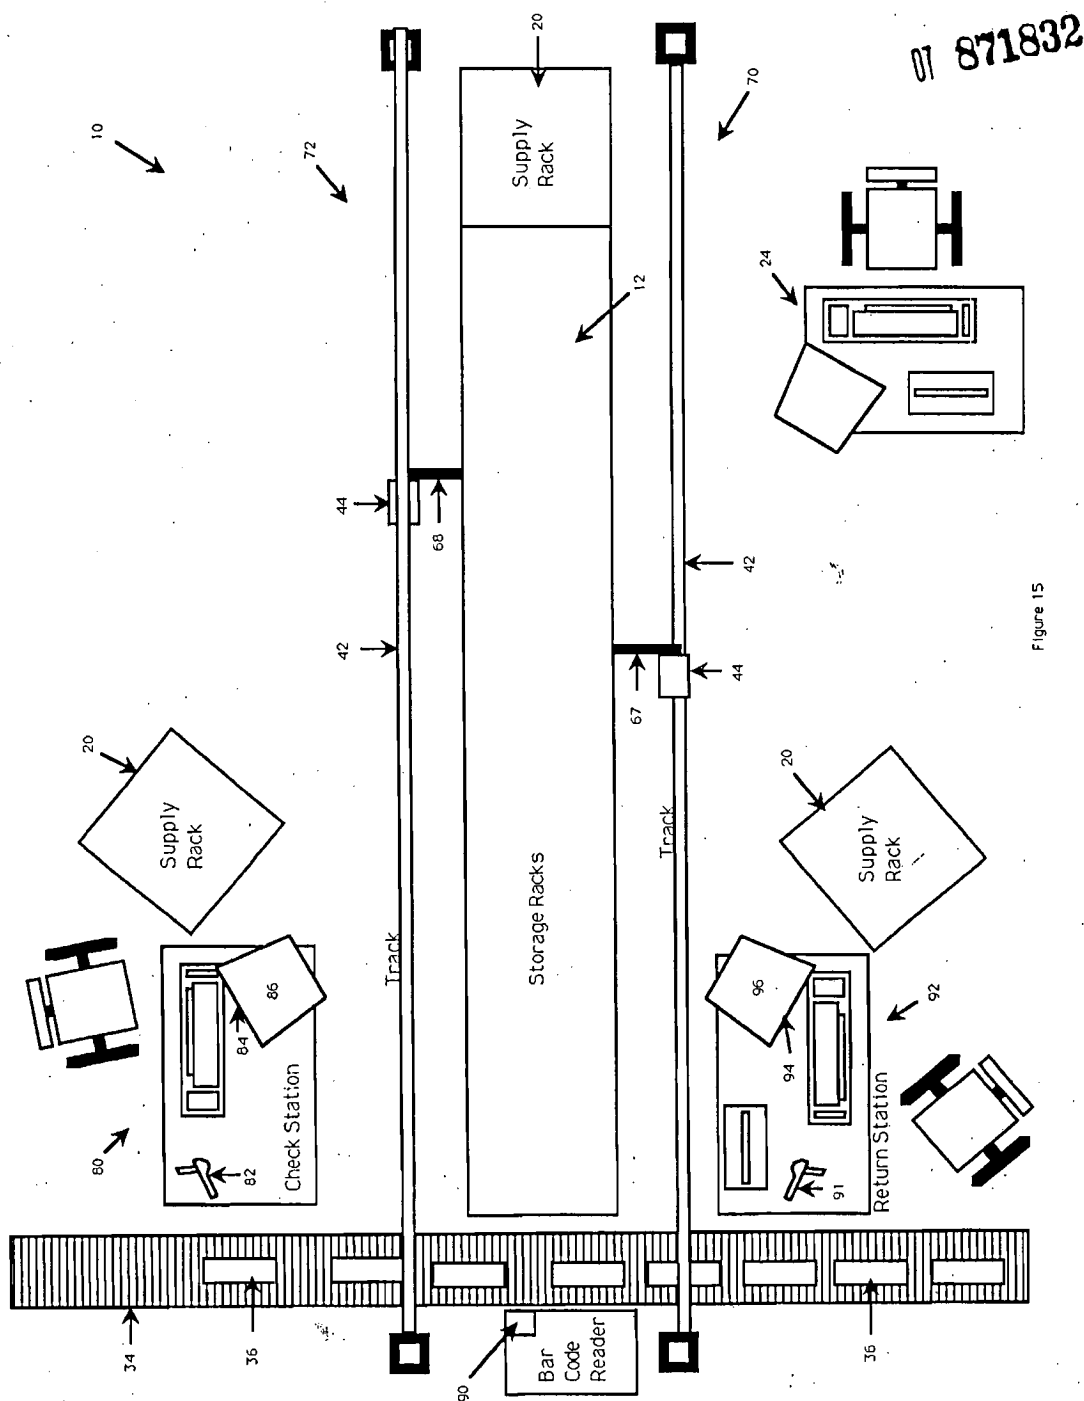 07 871832
10
72
20
70
Supply
Rack
24
12
44
68
42
42
67
44
20
Supply
Rack
Track
Storage Racks
Track
20
Supply
Rack
Figure 15
86
84
Check Station
80
82
96
94
92
Return Station
91
34
36
90
Bar
Code
Reader
36